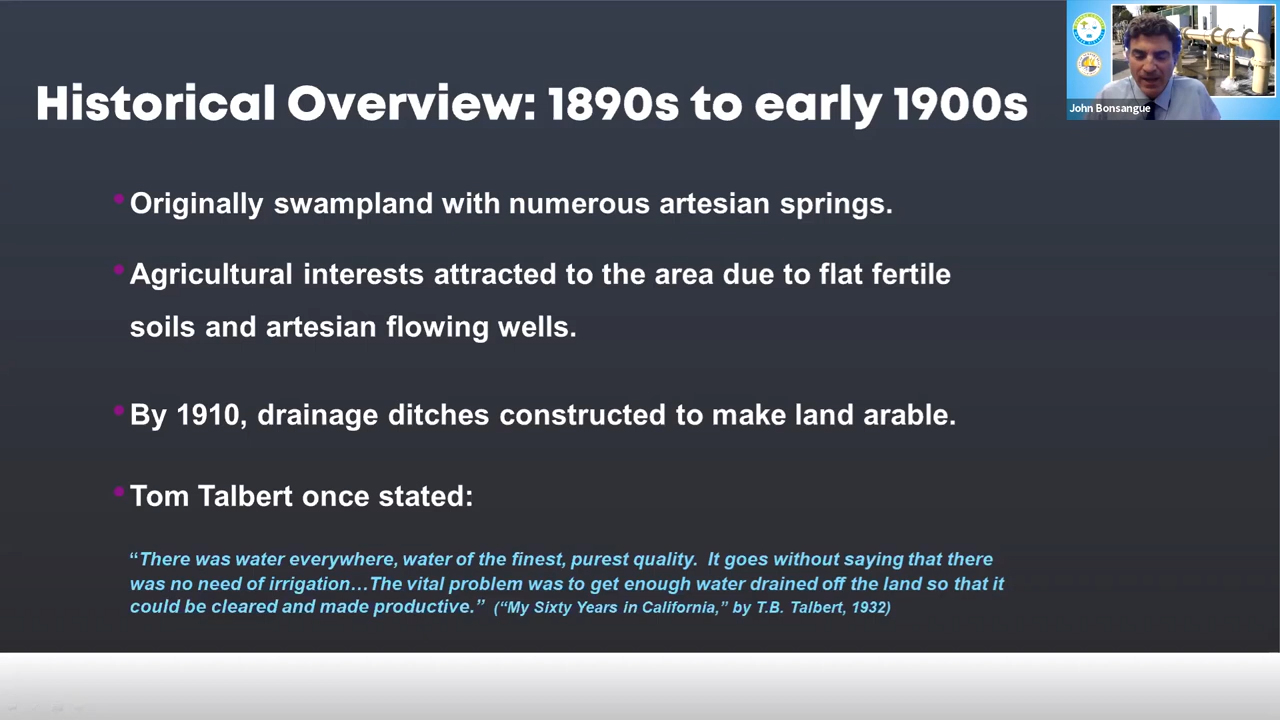 Historical Overview: 1890s to early 1900s
John Bonsangue
• Originally swampland with numerous artesian springs.
• Agricultural interests attracted to the area due to flat fertile
soils and artesian flowing wells.
• By 1910, drainage ditches constructed to make land arable.
• Tom Talbert once stated:
“There was water everywhere, water of the finest, purest quality. It goes without saying that there
was no need of irrigation…The vital problem was to get enough water drained off the land so that it
could be cleared and made productive.” (“My Sixty Years in California,” by T.B. Talbert, 1932)